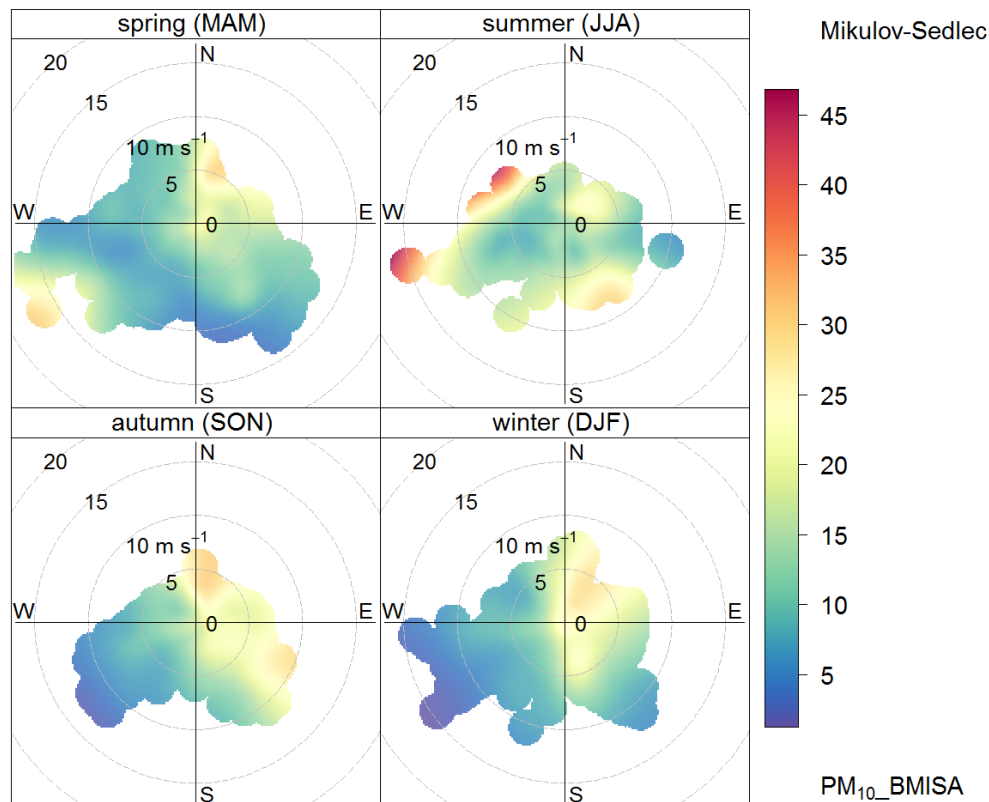 spring (MAM)
summer (JJA)
Mikulov-Sedlec
N
20
15
10 m s⁻¹
5
W
0
E
S
N
20
15
10 m s⁻¹
5
W
0
E
S
45
40
35
30
25
20
15
10
5
autumn (SON)
winter (DJF)
N
20
15
10 m s⁻¹
5
W
0
E
S
N
20
15
10 m s⁻¹
5
W
0
E
S
PM₁₀_BMISA